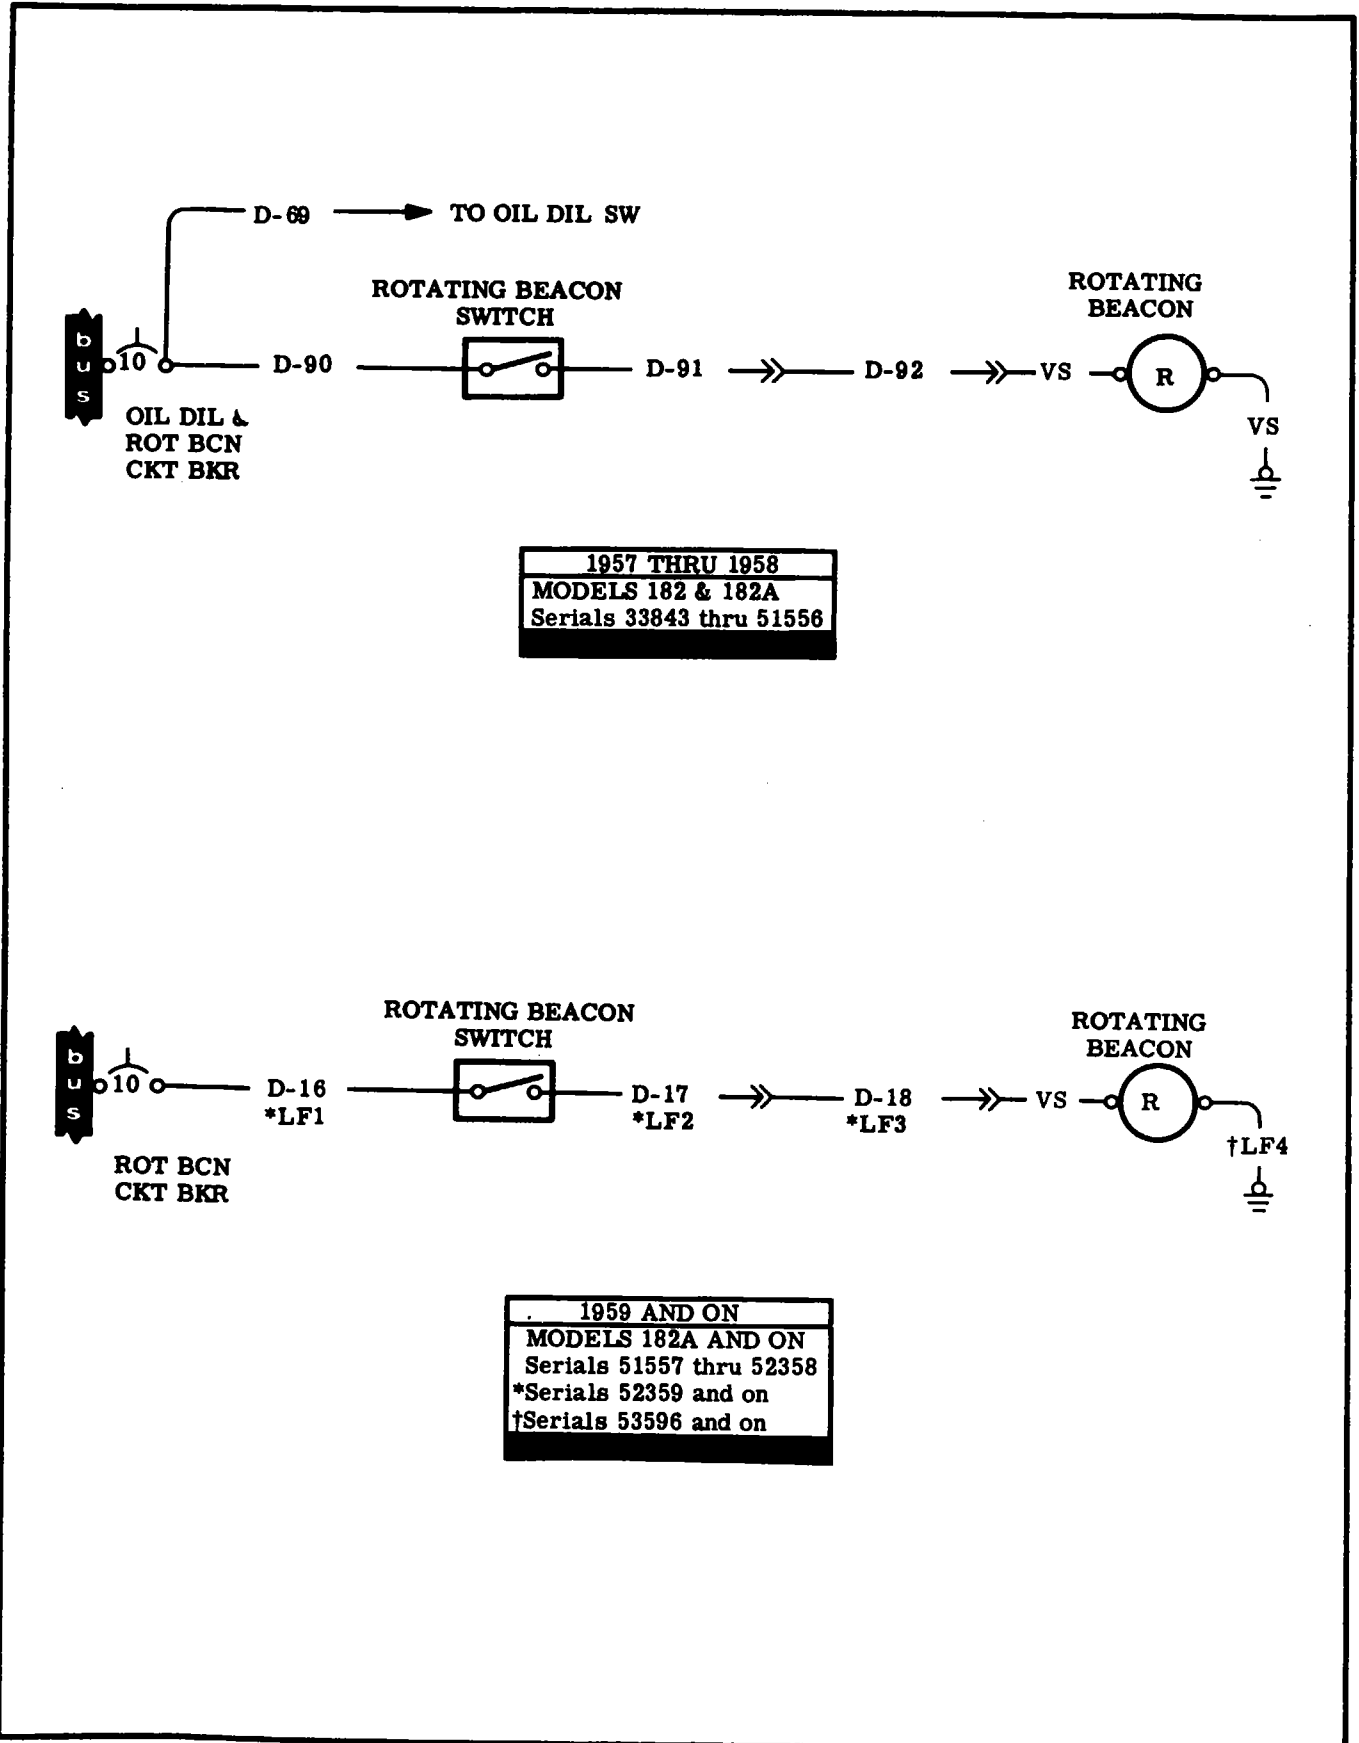 D-69 TO OIL DIL SW
ROTATING BEACON
SWITCH
ROTATING
BEACON
bus
10
D-90
D-91
D-92
VS
R
VS
OIL DIL &
ROT BCN
CKT BKR
1957 THRU 1958
MODELS 182 & 182A
Serials 33843 thru 51556
ROTATING BEACON
SWITCH
ROTATING
BEACON
bus
10
D-16
*LF1
D-17
*LF2
D-18
*LF3
VS
R
†LF4
ROT BCN
CKT BKR
1959 AND ON
MODELS 182A AND ON
Serials 51557 thru 52358
*Serials 52359 and on
†Serials 53596 and on